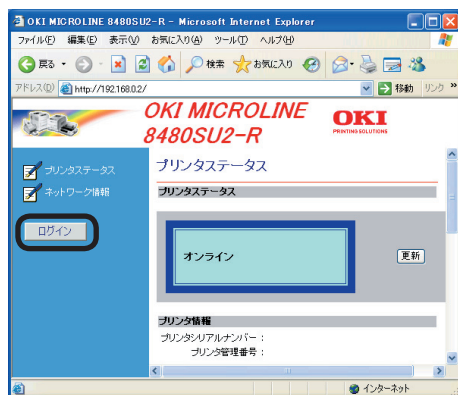 OKI MICROLINE 8480SU2-R - Microsoft Internet Explorer
ファイル(F) 編集(E) 表示(V) お気に入り(A) ツール(T) ヘルプ(H)
戻る 検索 お気に入り
アドレス(D) http://192.168.0.2/ 移動 リンク »
OKI MICROLINE
8480SU2-R
OKI
PRINTING SOLUTIONS
プリンタステータス
ネットワーク情報
ログイン
プリンタステータス
プリンタステータス
オンライン
更新
プリンタ情報
プリンタシリアルナンバー :
プリンタ管理番号 :
インターネット